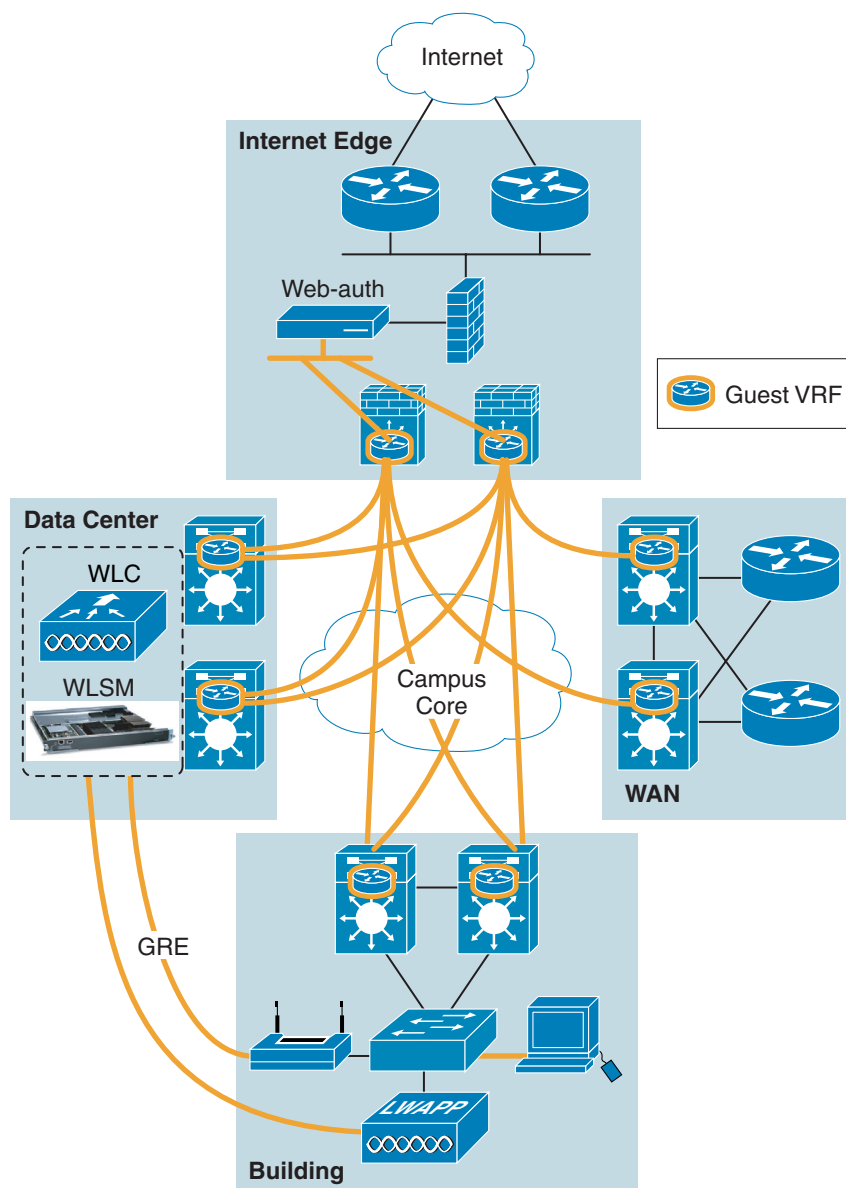 Internet
Internet Edge
Web-auth
Guest VRF
Data Center
WLC
WLSM
Campus
Core
WAN
GRE
LWAPP
Building